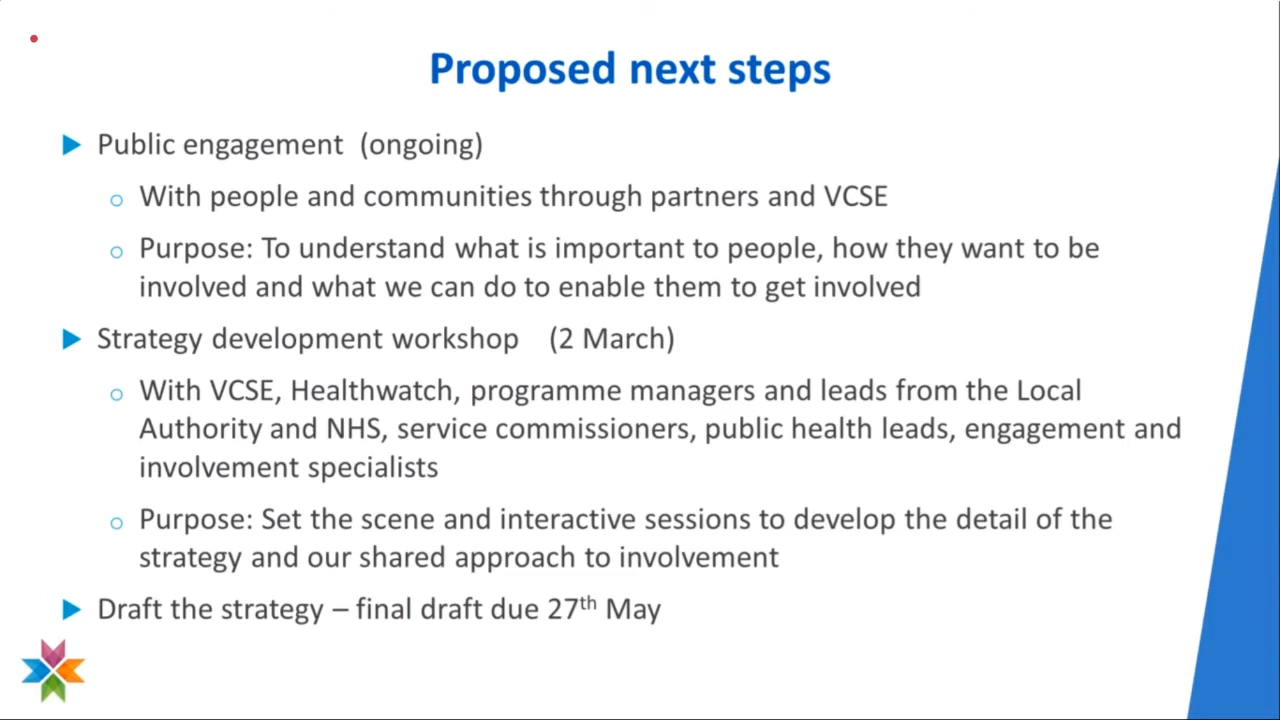 Proposed next steps
Public engagement (ongoing)
With people and communities through partners and VCSE
Purpose: To understand what is important to people, how they want to be
involved and what we can do to enable them to get involved
Strategy development workshop (2 March)
With VCSE, Healthwatch, programme managers and leads from the Local
Authority and NHS, service commissioners, public health leads, engagement and
involvement specialists
Purpose: Set the scene and interactive sessions to develop the detail of the
strategy and our shared approach to involvement
Draft the strategy – final draft due 27th May